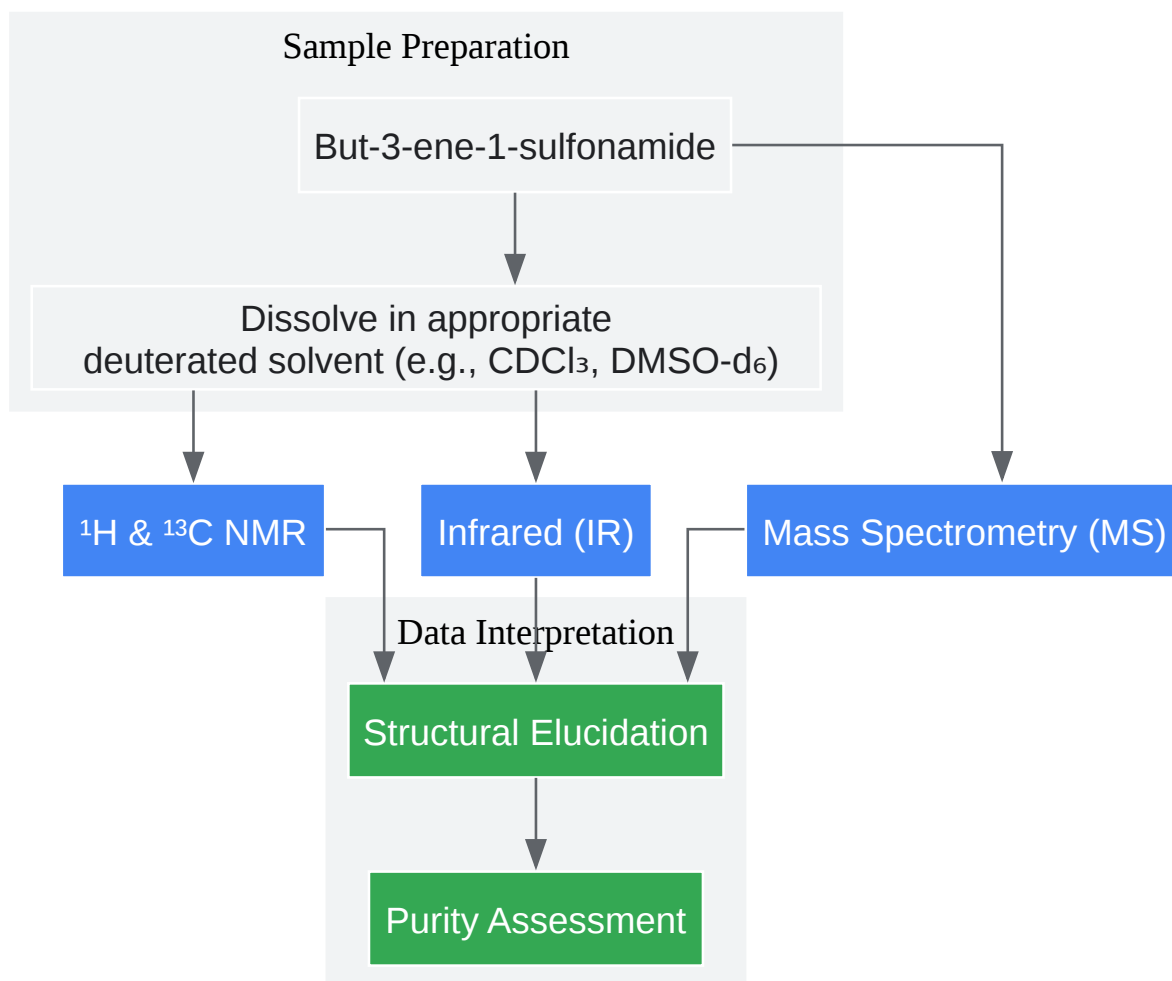 Sample Preparation
But-3-ene-1-sulfonamide
Dissolve in appropriate
deuterated solvent (e.g., CDCl₃, DMSO-d₆)
¹H & ¹³C NMR
Infrared (IR)
Mass Spectrometry (MS)
Data Interpretation
Structural Elucidation
Purity Assessment